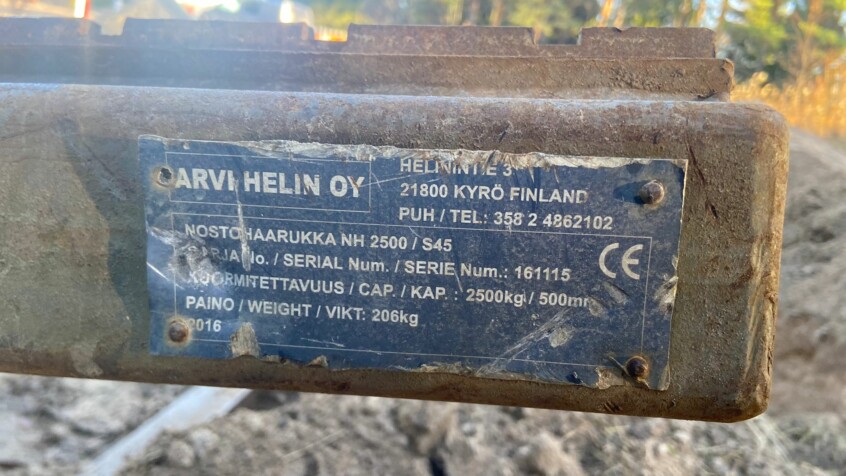 ARVI HELIN OY
HELININTIE 3
21800 KYRÖ FINLAND
PUH / TEL: 358 2 4862102
NOSTOHAARUKKA NH 2500 / S45
No. / SERIAL Num. / SERIE Num.: 161115
KUORMITETTAVUUS / CAP. / KAP. : 2500kg/ 500mm
PAINO / WEIGHT / VIKT: 206kg
2016
CE